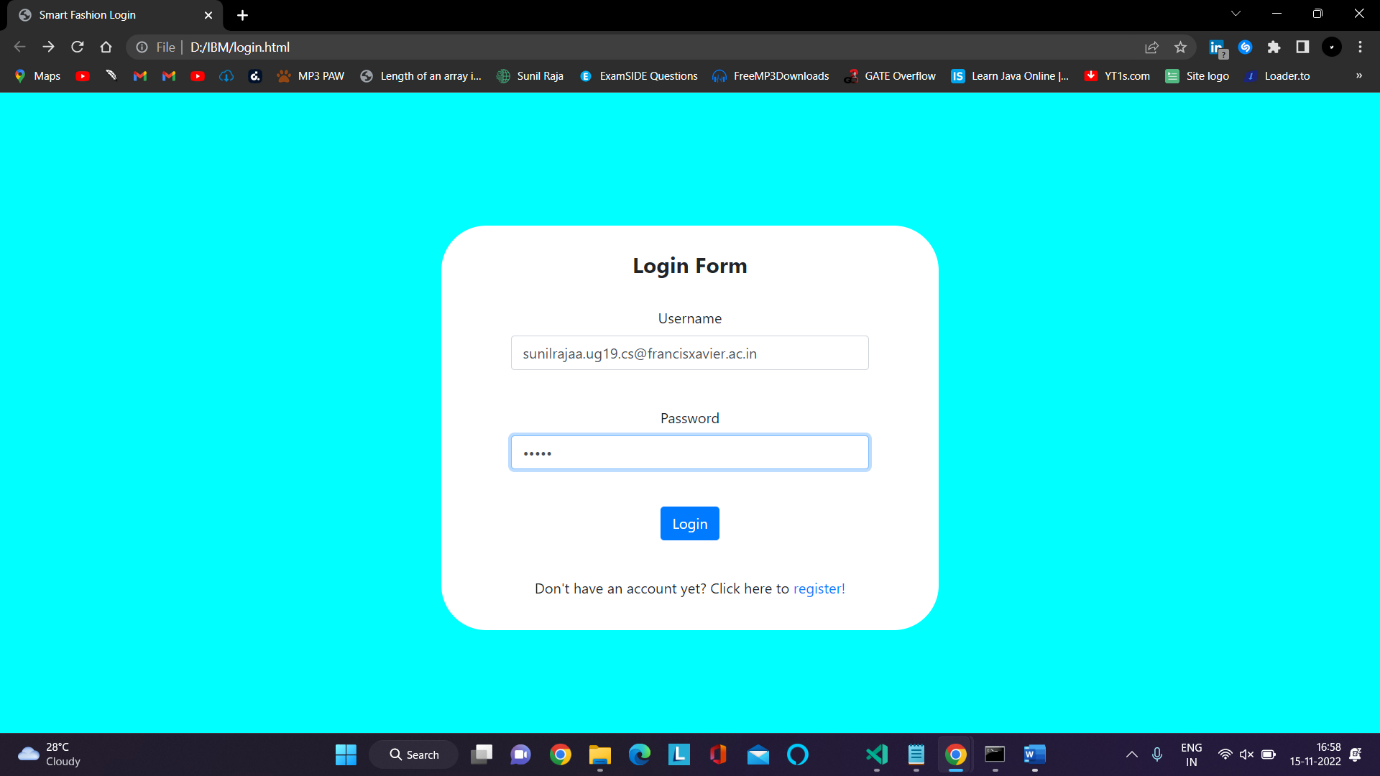 Smart Fashion Login
File | D:/IBM/login.html
Maps
MP3 PAW
Length of an array i...
Sunil Raja
E ExamSIDE Questions
FreeMP3Downloads
GATE Overflow
IS Learn Java Online |...
YT1s.com
Site logo
Loader.to
»
Login Form
Username
sunilrajaa.ug19.cs@francisxavier.ac.in
Password
•••••
Login
Don't have an account yet? Click here to register!
28°C
Cloudy
Search
ENG
IN
16:58
15-11-2022